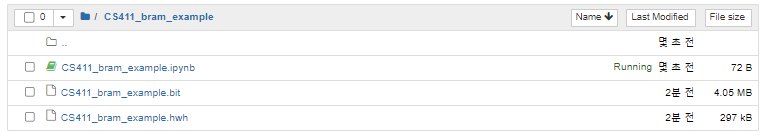 0 / CS411_bram_example Name Last Modified File size
.. 몇 초 전
CS411_bram_example.ipynb Running 몇 초 전 72 B
CS411_bram_example.bit 2분 전 4.05 MB
CS411_bram_example.hwh 2분 전 297 kB